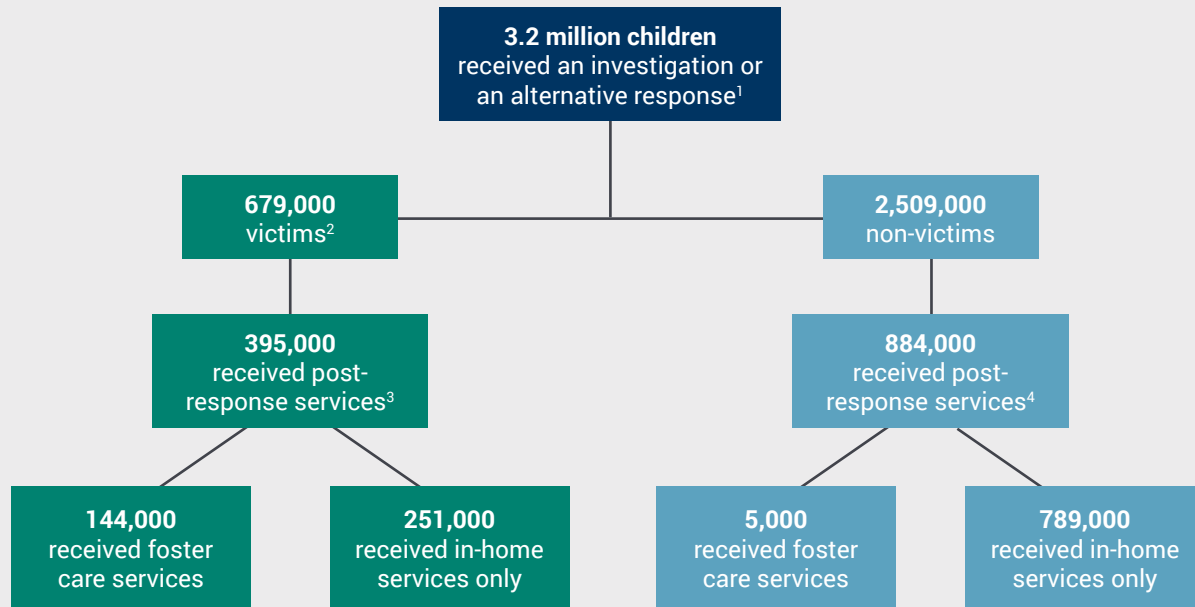 3.2 million children
received an investigation or
an alternative response¹
679,000
victims²
2,509,000
non-victims
395,000
received post-
response services³
884,000
received post-
response services⁴
144,000
received foster
care services
251,000
received in-home
services only
5,000
received foster
care services
789,000
received in-home
services only